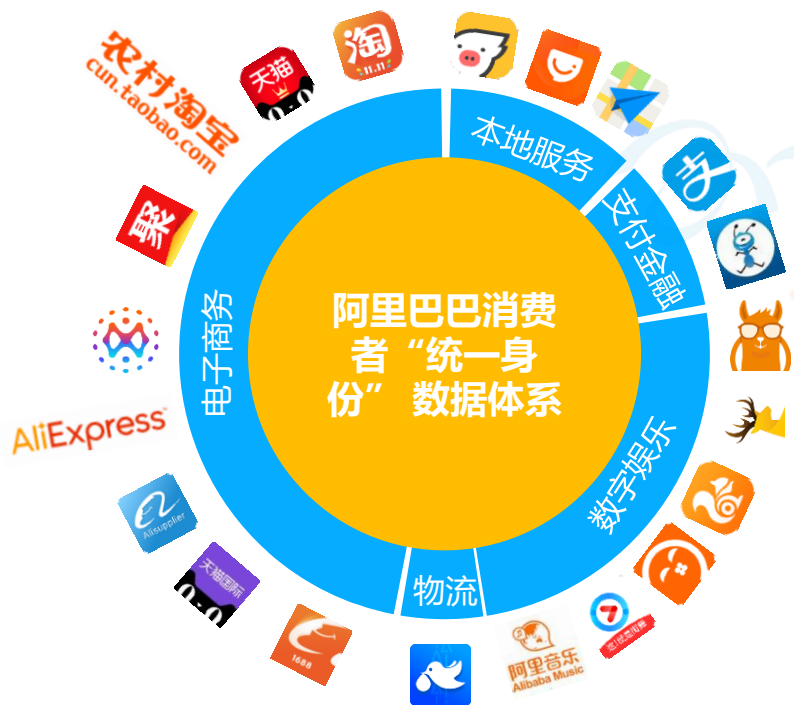 阿里巴巴消费
者“统一身
份” 数据体系
本地服务
支付金融
数字娱乐
物流
电子商务
淘
11.11
天猫
农村淘宝
cun.taobao.com
聚
AliExpress
Alisupplier
天猫国际
1688
阿里音乐
Alibaba Music
支